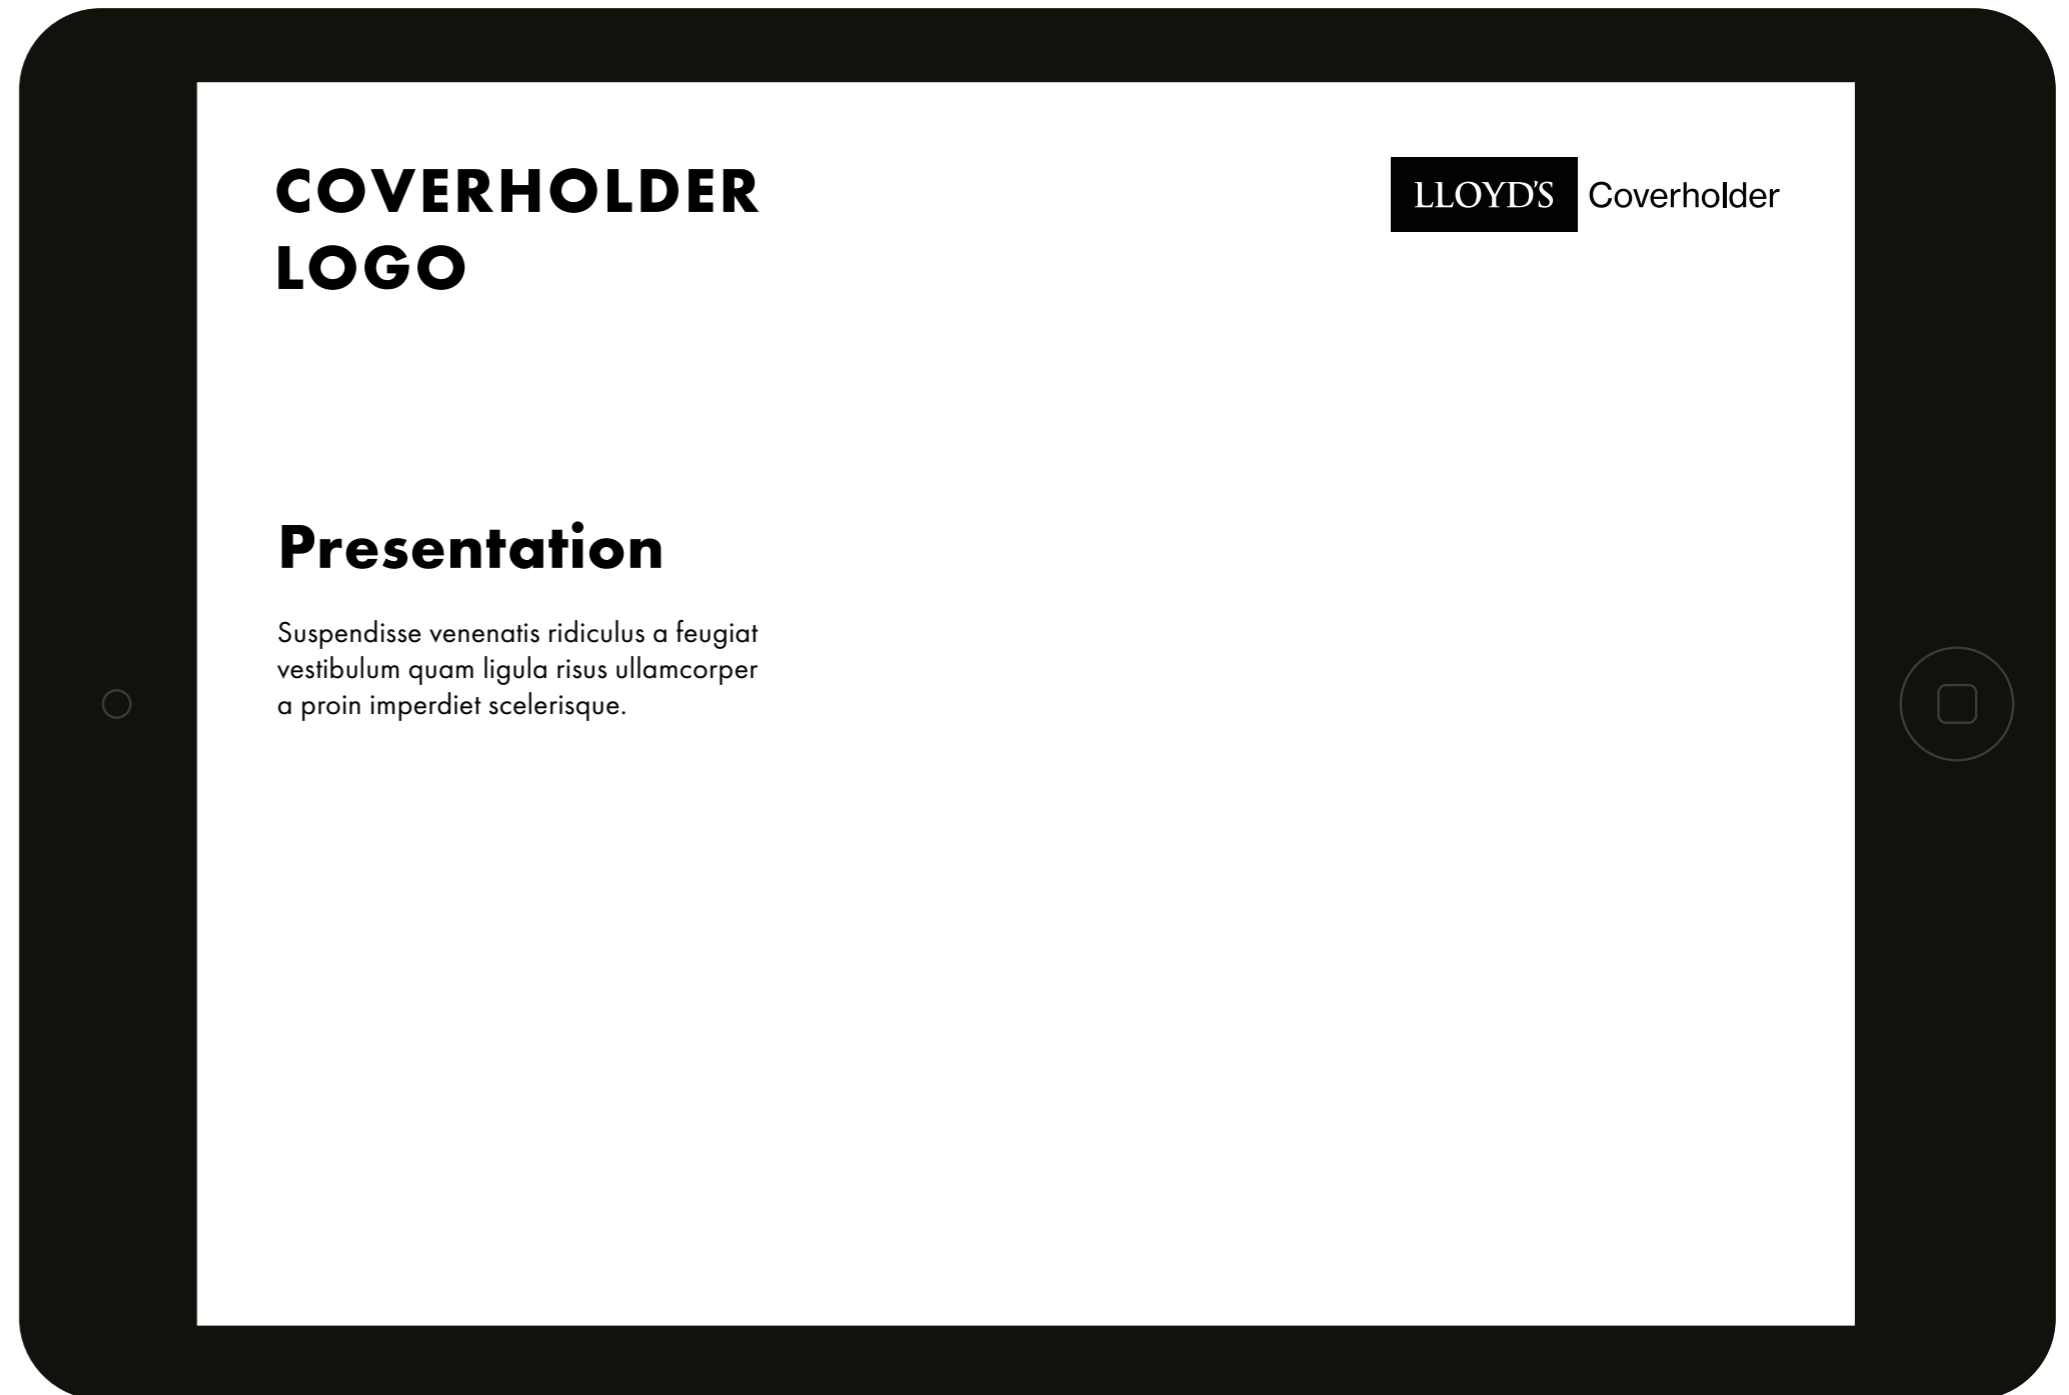 COVERHOLDER
LOGO
LLOYD'S Coverholder
Presentation
Suspendisse venenatis ridiculus a feugiat
vestibulum quam ligula risus ullamcorper
a proin imperdiet scelerisque.